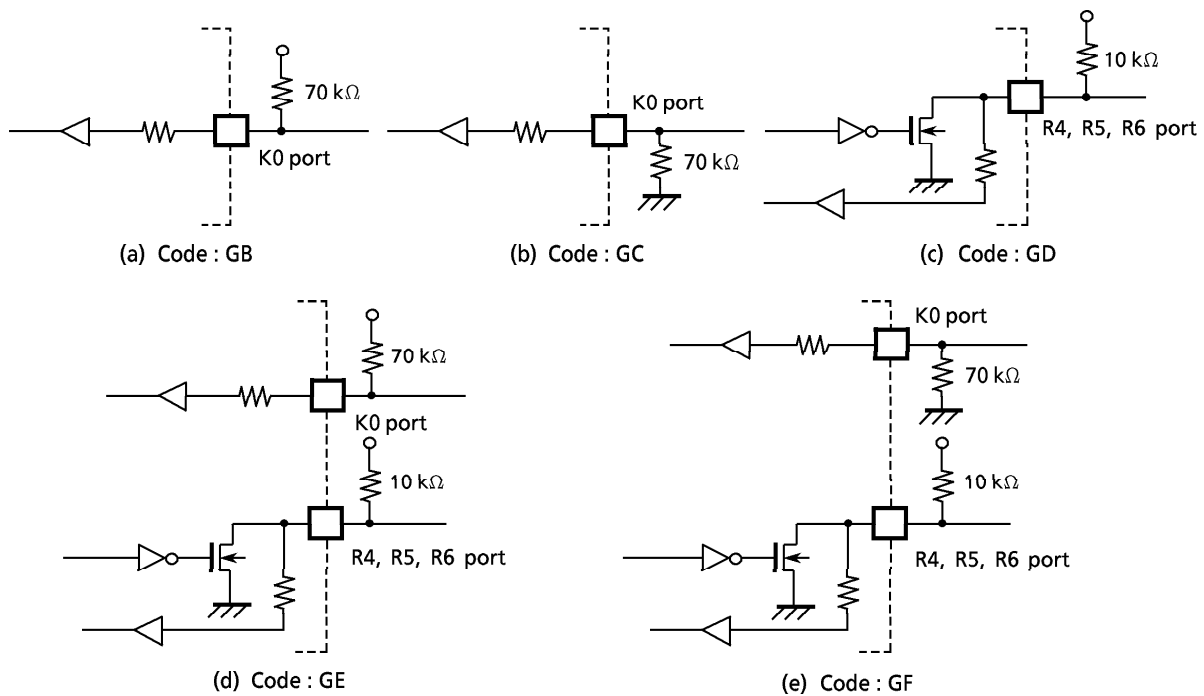 70 kΩ
K0 port
(a) Code : GB
K0 port
70 kΩ
(b) Code : GC
10 kΩ
R4, R5, R6 port
(c) Code : GD
70 kΩ
K0 port
10 kΩ
R4, R5, R6 port
(d) Code : GE
K0 port
70 kΩ
10 kΩ
R4, R5, R6 port
(e) Code : GF